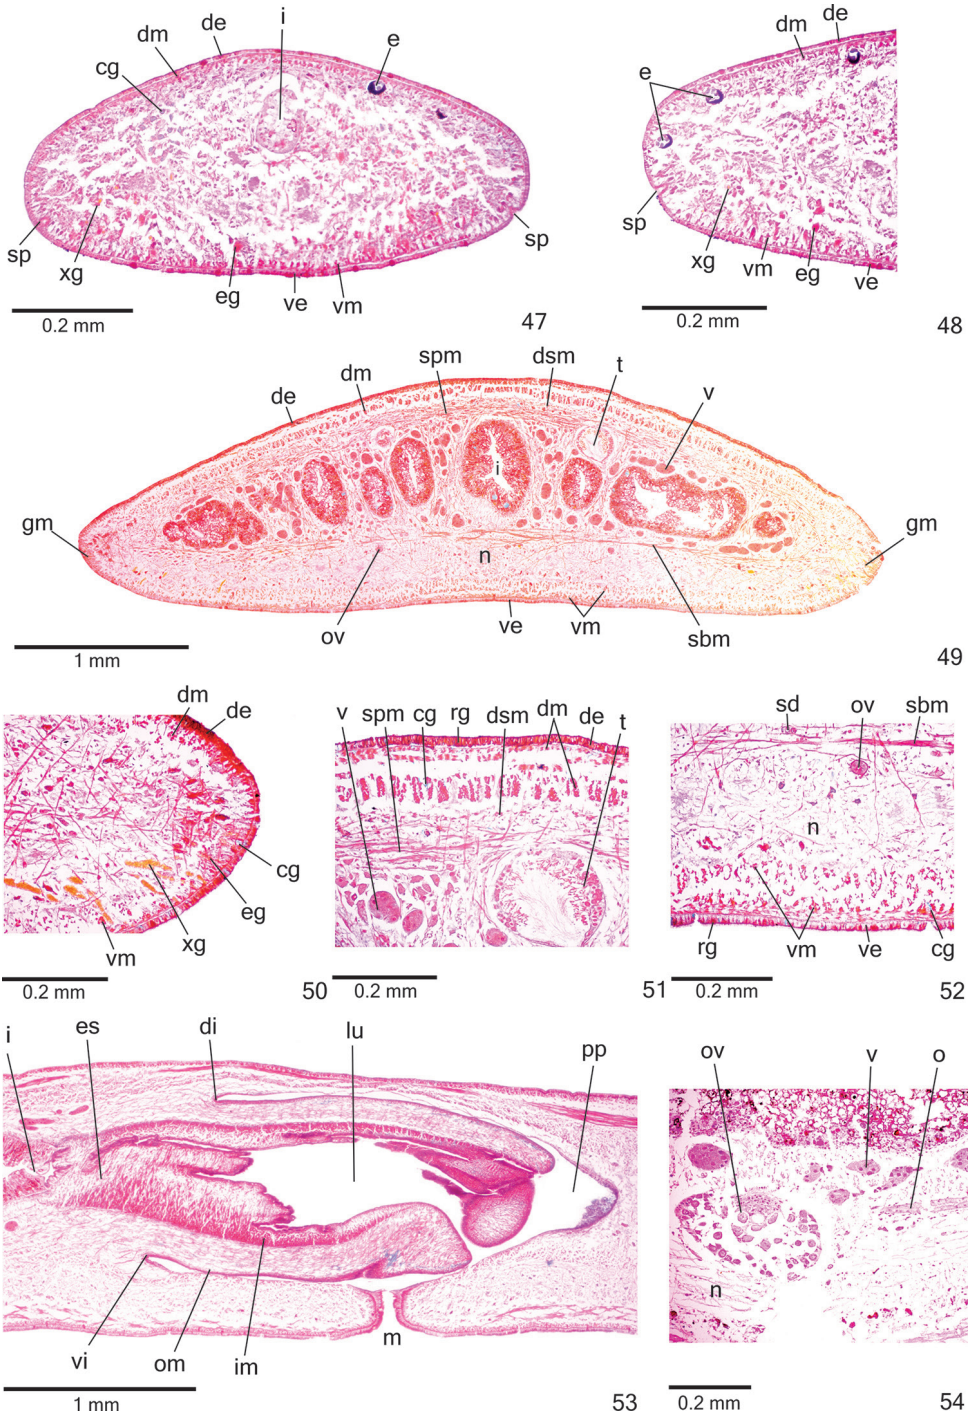 dm de i e
cg
sp xg eg ve vm sp
0.2 mm
47
dm de
e
sp xg vm eg ve
0.2 mm
48
de dm spm dsm t v
gm i gm
n
ov ve vm sbm
1 mm
49
dm de
cg
eg
xg
vm
0.2 mm
50
v spm cg rg dsm dm de t
0.2 mm
51
sd ov sbm
n
rg vm ve cg
0.2 mm
52
i es di lu pp
m
vi om im
1 mm
53
ov v o
n
0.2 mm
54